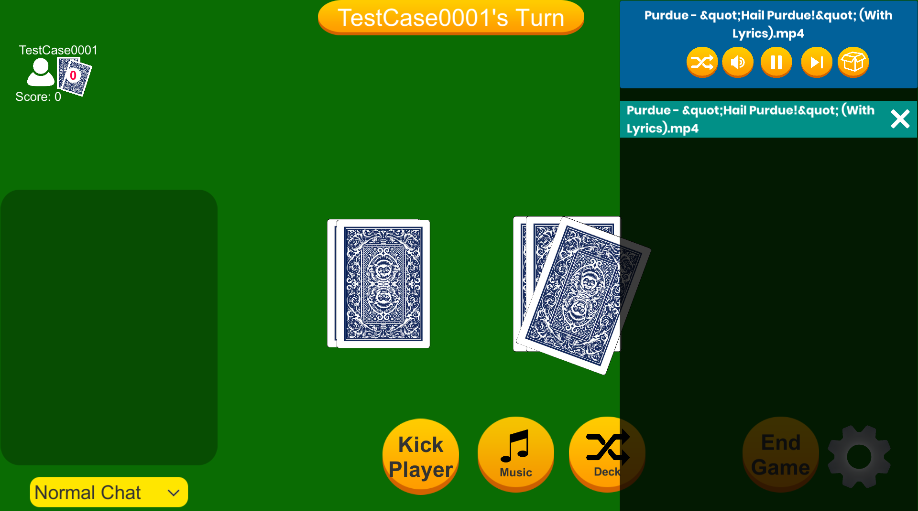 TestCase0001's Turn
Purdue - &quot;Hail Purdue!&quot; (With
Lyrics).mp4
TestCase0001
0
Score: 0
Purdue - &quot;Hail Purdue!&quot; (With
Lyrics).mp4
Kick
Player
Music
Deck
End
Game
Normal Chat